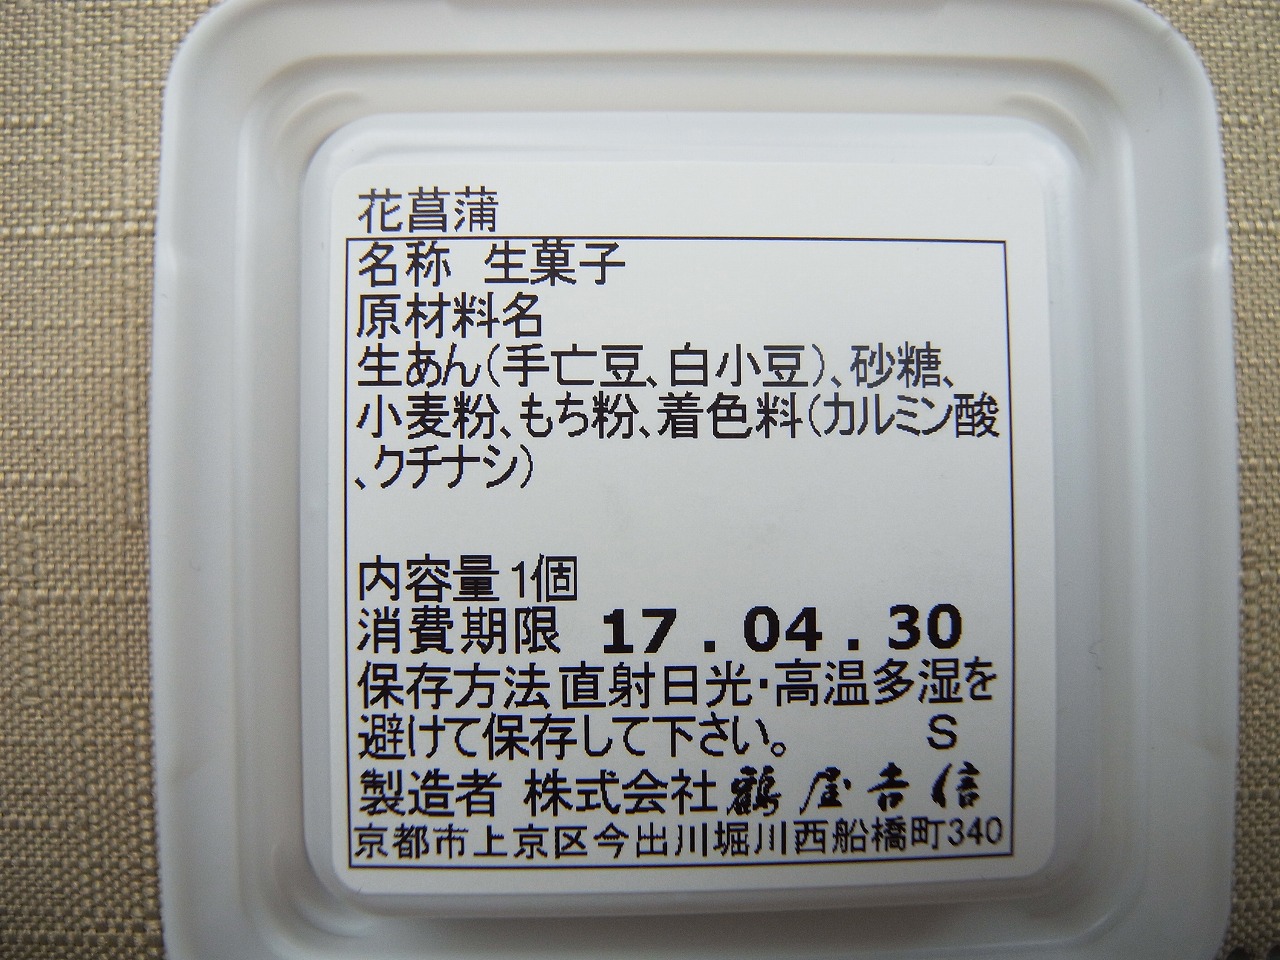 花菖蒲
名称 生菓子
原材料名
生あん(手亡豆、白小豆)、砂糖、
小麦粉、もち粉、着色料(カルミン酸
、クチナシ)
内容量 1個
消費期限 17.04.30
保存方法 直射日光・高温多湿を
避けて保存して下さい。 S
製造者 株式会社 鶴屋吉信
京都市上京区今出川堀川西船橋町340